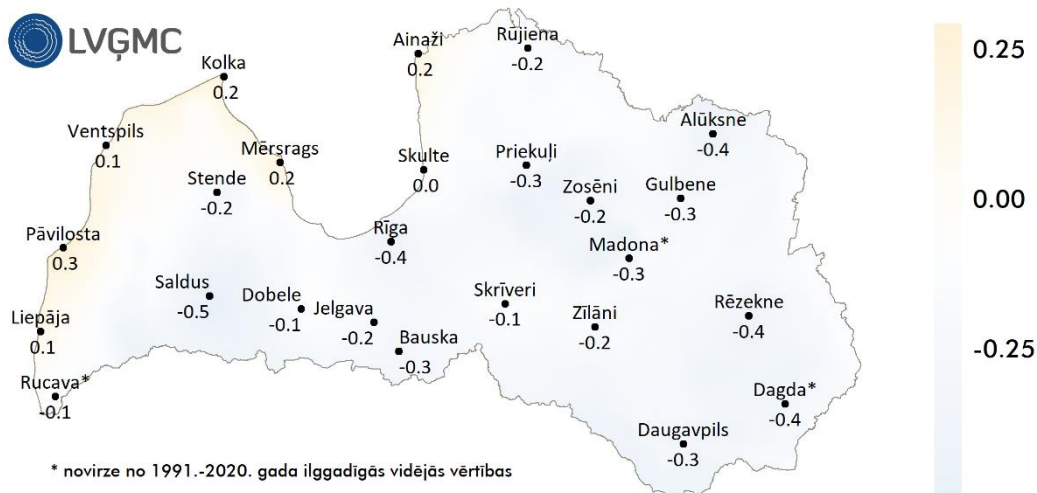 LVĢMC
Ainaži
0.2
Rūjiena
-0.2
0.25
Kolka
0.2
Alūksne
-0.4
Ventspils
0.1
Mērsrags
0.2
Skulte
0.0
Priekuļi
-0.3
Stende
-0.2
Zosēni
-0.2
Gulbene
-0.3
0.00
Pāvilosta
0.3
Rīga
-0.4
Madona*
-0.3
Saldus
-0.5
Dobele
-0.1
Jelgava
-0.2
Skrīveri
-0.1
Zīlāni
-0.2
Rēzekne
-0.4
Liepāja
0.1
Bauska
-0.3
-0.25
Rucava*
-0.1
Dagda*
-0.4
Daugavpils
-0.3
* novirze no 1991.-2020. gada ilggadīgās vidējās vērtības